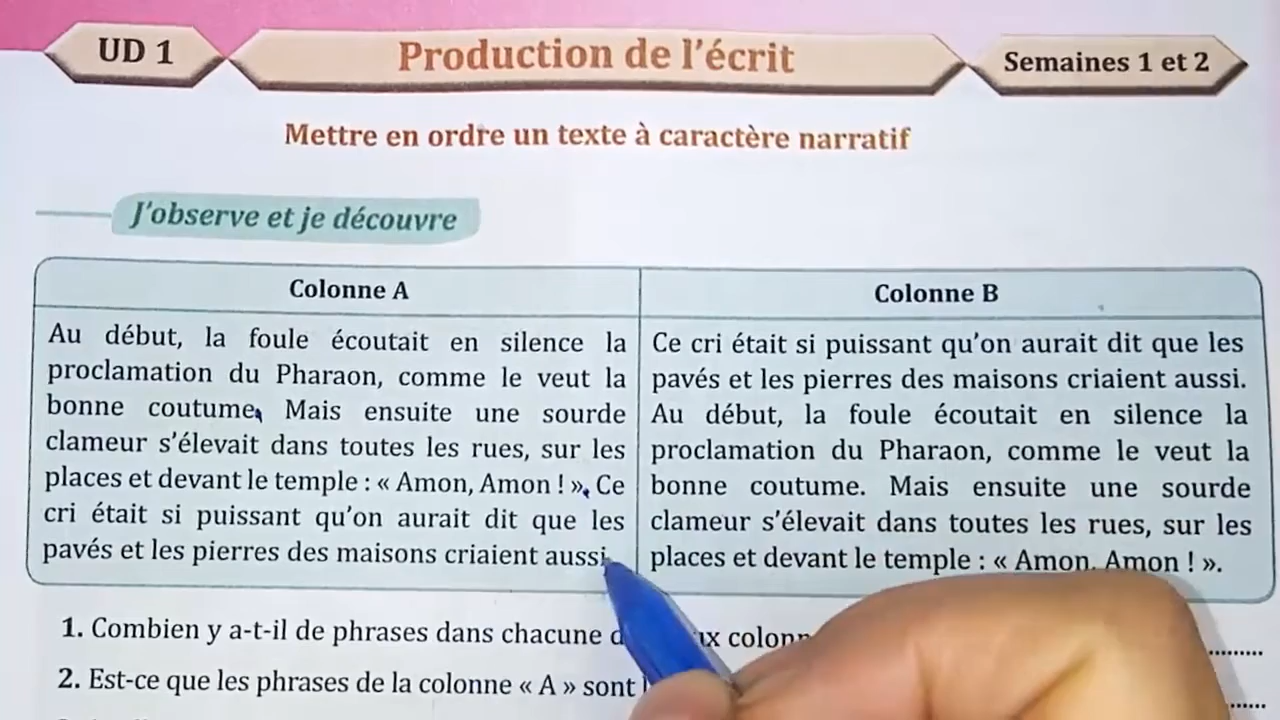 UD 1
Production de l'écrit
Semaines 1 et 2
Mettre en ordre un texte à caractère narratif
J'observe et je découvre
Colonne A
Au début, la foule écoutait en silence la
proclamation du Pharaon, comme le veut la
bonne coutume. Mais ensuite une sourde
clameur s'élevait dans toutes les rues, sur les
places et devant le temple : « Amon, Amon ! ». Ce
cri était si puissant qu'on aurait dit que les
pavés et les pierres des maisons criaient aussi
Colonne B
Ce cri était si puissant qu'on aurait dit que les
pavés et les pierres des maisons criaient aussi.
Au début, la foule écoutait en silence la
proclamation du Pharaon, comme le veut la
bonne coutume. Mais ensuite une sourde
clameur s'élevait dans toutes les rues, sur les
places et devant le temple : « Amon, Amon ! ».
1. Combien y a-t-il de phrases dans chacune
2. Est-ce que les phrases de la colonne « A » sont